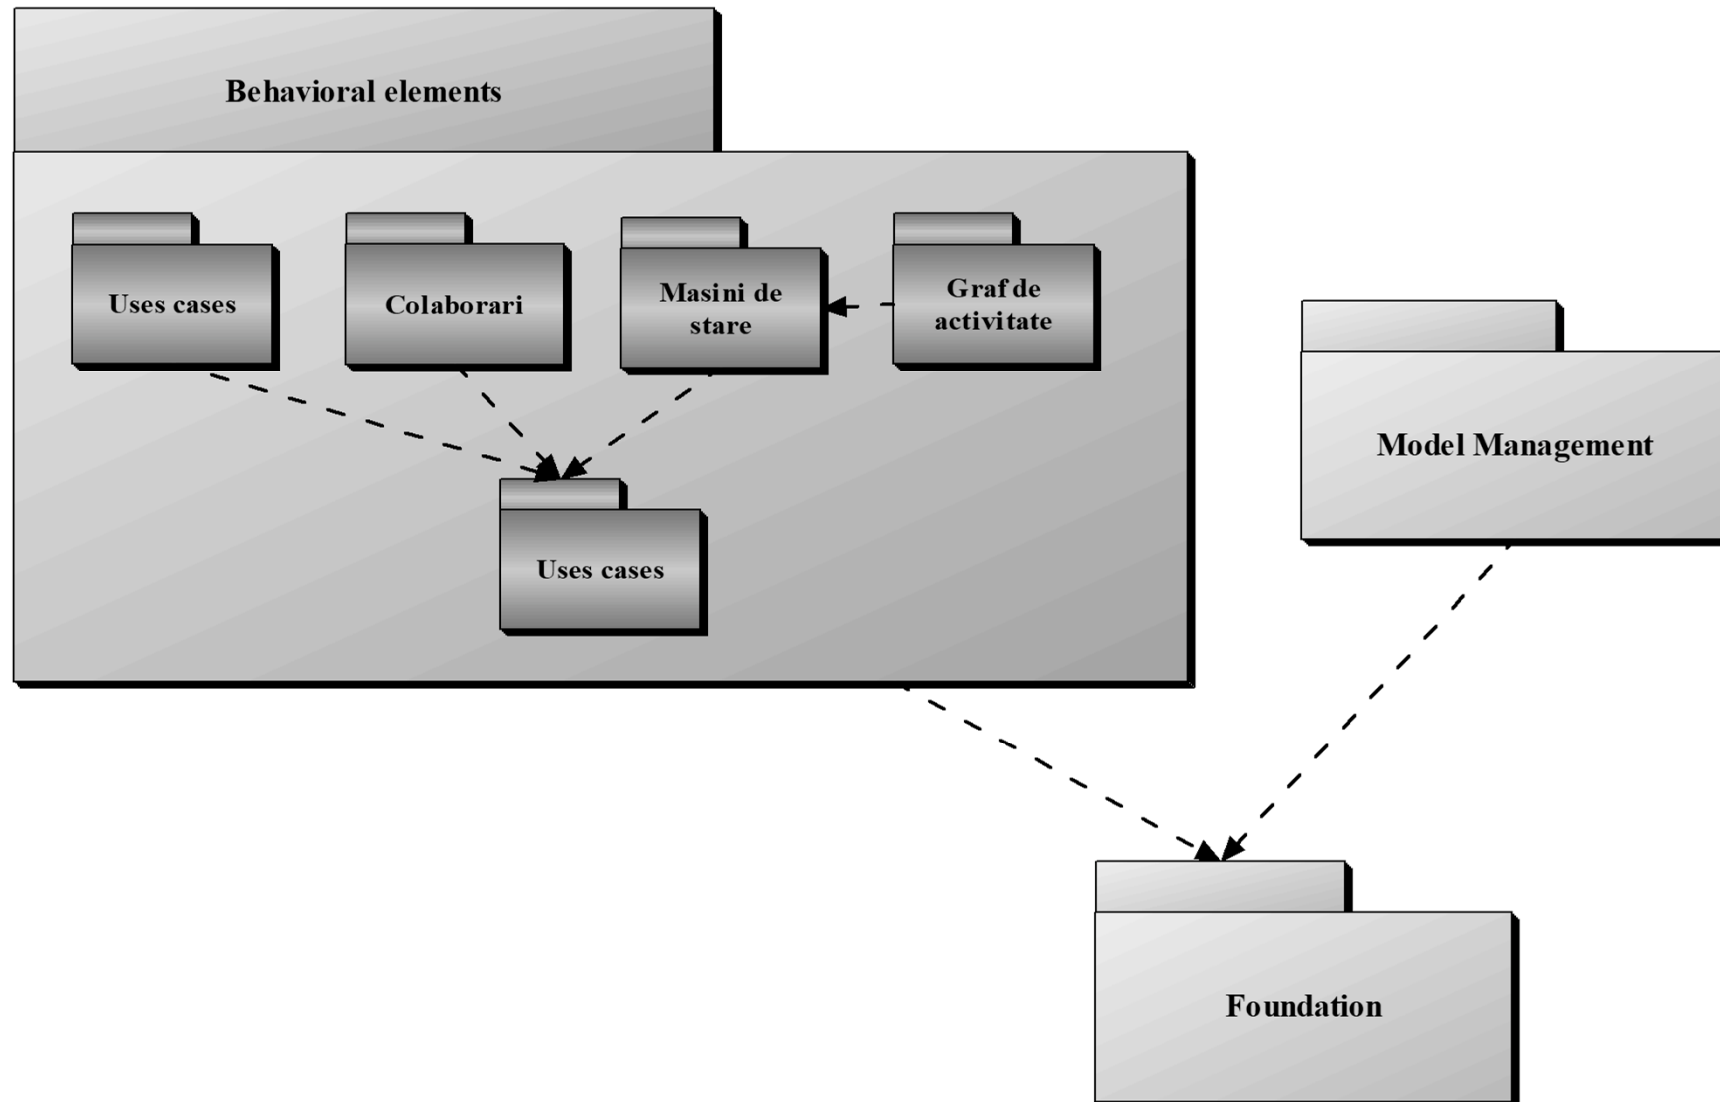 Behavioral elements
Uses cases
Colaborari
Masini de
stare
Graf de
activitate
Model Management
Uses cases
Foundation